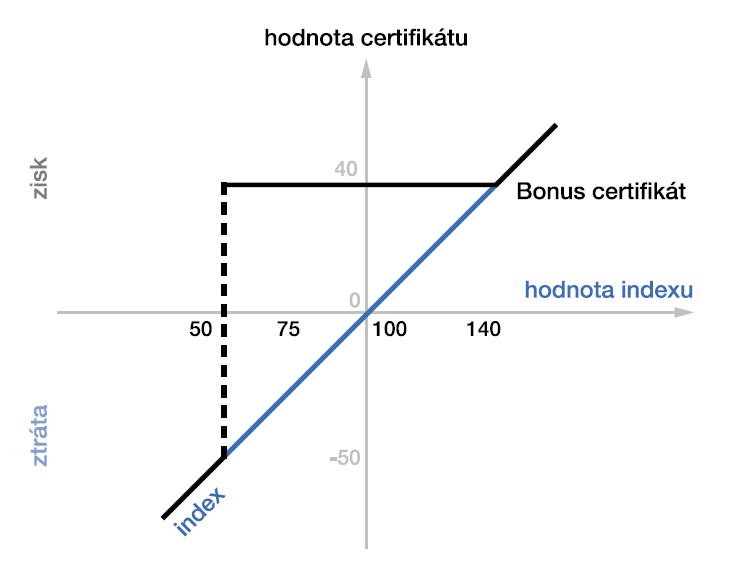 hodnota certifikátu
zisk
40
Bonus certifikát
hodnota indexu
0
50
75
100
140
ztráta
-50
index